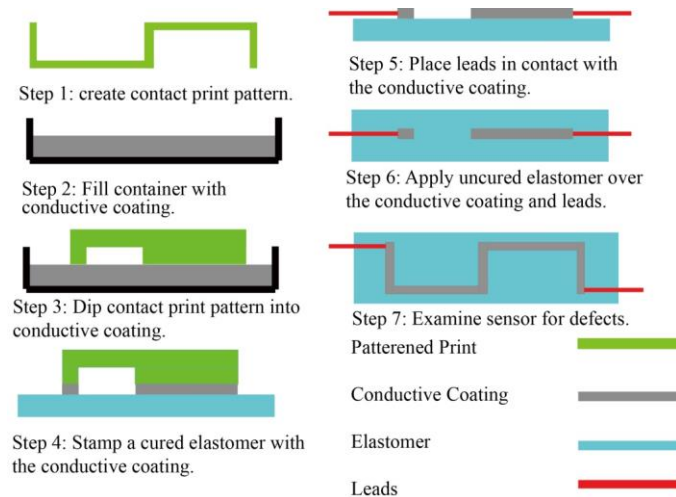 Step 1: create contact print pattern.
Step 2: Fill container with
conductive coating.
Step 3: Dip contact print pattern into
conductive coating.
Step 4: Stamp a cured elastomer with
the conductive coating.
Step 5: Place leads in contact with
the conductive coating.
Step 6: Apply uncured elastomer over
the conductive coating and leads.
Step 7: Examine sensor for defects.
Patterened Print
Conductive Coating
Elastomer
Leads